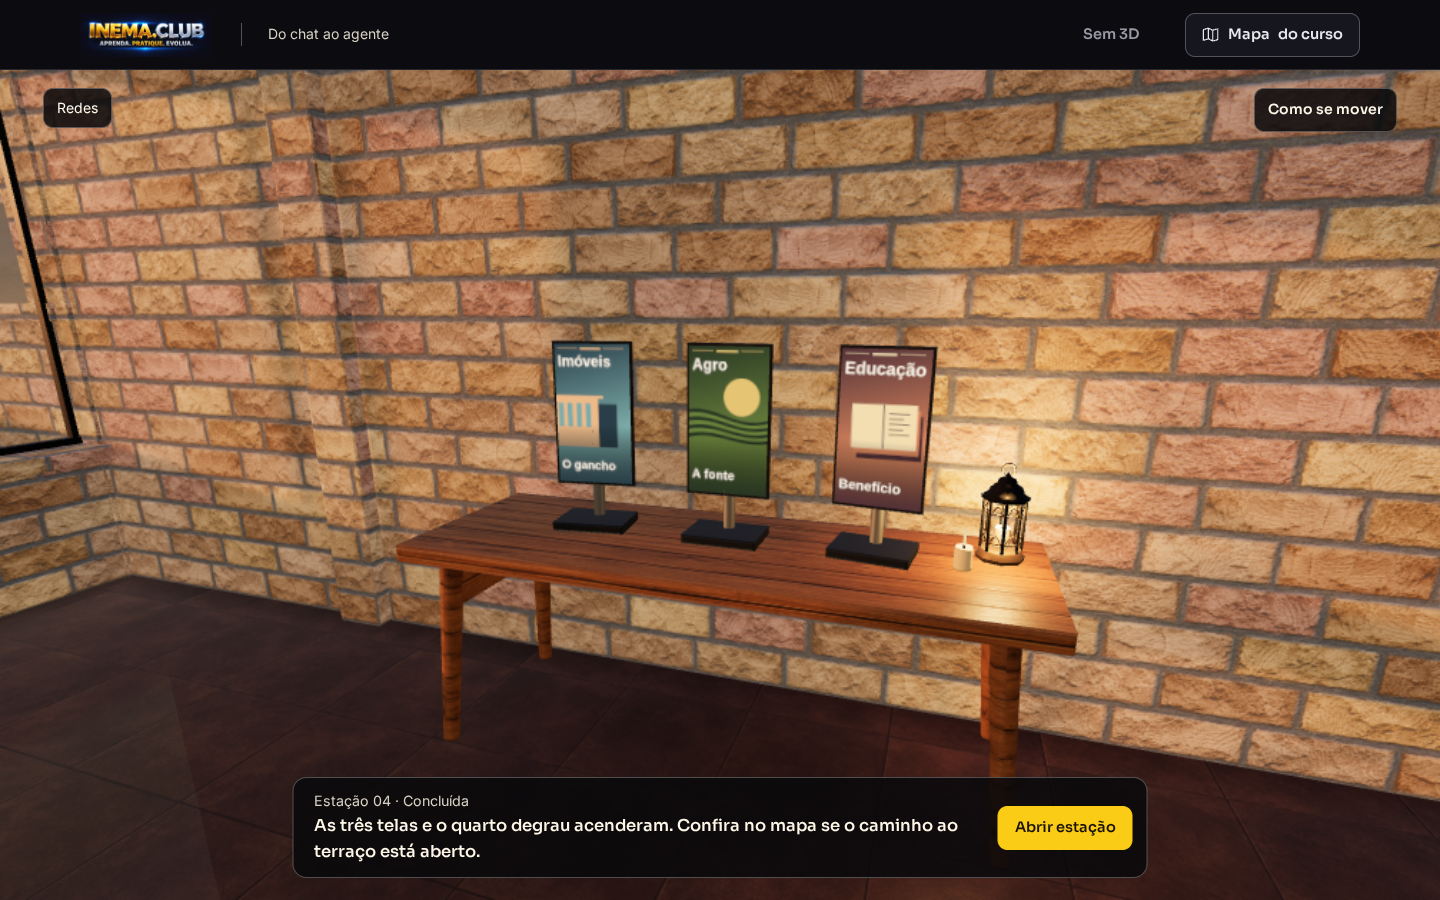 INEMA.CLUB
APRENDA. PRATIQUE. EVOLUA.
Do chat ao agente
Sem 3D
Mapa do curso
Redes
Como se mover
Imóveis
O gancho
Agro
A fonte
Educação
Benefício
Estação 04 · Concluída
As três telas e o quarto degrau acenderam. Confira no mapa se o caminho ao
terraço está aberto.
Abrir estação